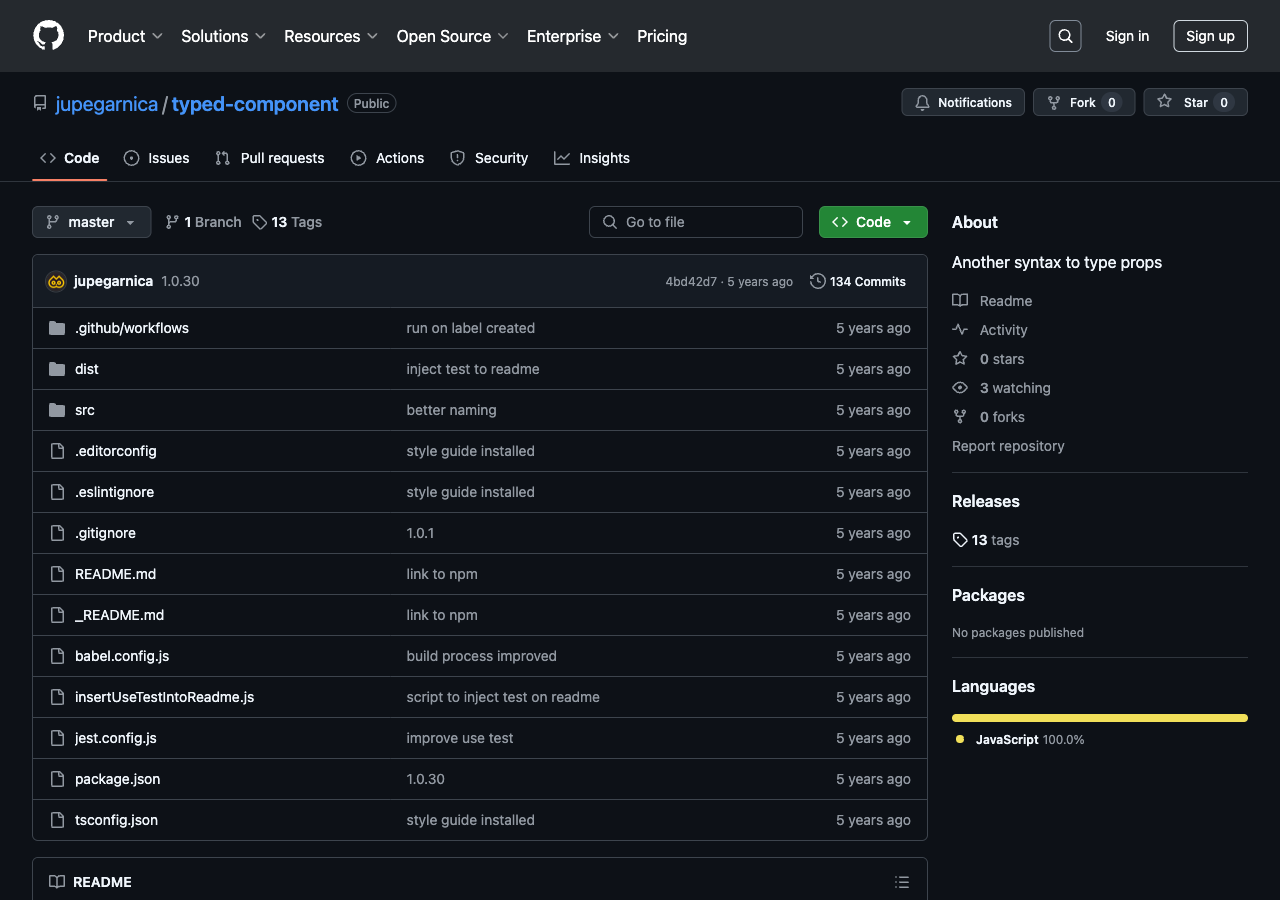 Product Solutions Resources Open Source Enterprise Pricing Sign in Sign up
jupegarnica / typed-component Public Notifications Fork 0 Star 0
Code Issues Pull requests Actions Security Insights
master 1 Branch 13 Tags Go to file Code
jupegarnica 1.0.30 4bd42d7 · 5 years ago 134 Commits
.github/workflows run on label created 5 years ago
dist inject test to readme 5 years ago
src better naming 5 years ago
.editorconfig style guide installed 5 years ago
.eslintignore style guide installed 5 years ago
.gitignore 1.0.1 5 years ago
README.md link to npm 5 years ago
_README.md link to npm 5 years ago
babel.config.js build process improved 5 years ago
insertUseTestIntoReadme.js script to inject test on readme 5 years ago
jest.config.js improve use test 5 years ago
package.json 1.0.30 5 years ago
tsconfig.json style guide installed 5 years ago
README
About
Another syntax to type props
Readme
Activity
0 stars
3 watching
0 forks
Report repository
Releases
13 tags
Packages
No packages published
Languages
JavaScript 100.0%